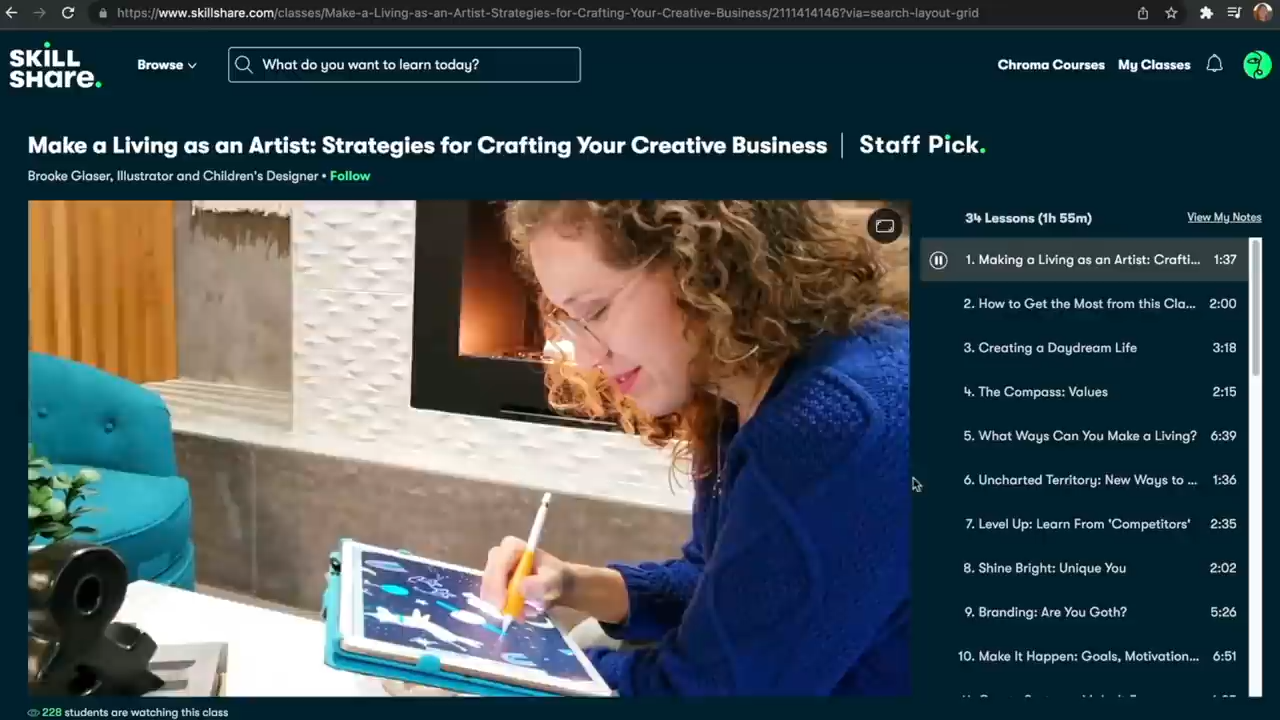 https://www.skillshare.com/classes/Make-a-Living-as-an-Artist-Strategies-for-Crafting-Your-Creative-Business/2111414146?via=search-layout-grid
SKiLL
SHaRe.
Browse
What do you want to learn today?
Chroma Courses
My Classes
Make a Living as an Artist: Strategies for Crafting Your Creative Business
Staff Pick.
Brooke Glaser, Illustrator and Children's Designer • Follow
34 Lessons (1h 55m)
View My Notes
1. Making a Living as an Artist: Crafti... 1:37
2. How to Get the Most from this Cla... 2:00
3. Creating a Daydream Life 3:18
4. The Compass: Values 2:15
5. What Ways Can You Make a Living? 6:39
6. Uncharted Territory: New Ways to ... 1:36
7. Level Up: Learn From 'Competitors' 2:35
8. Shine Bright: Unique You 2:02
9. Branding: Are You Goth? 5:26
10. Make It Happen: Goals, Motivation... 6:51
228 students are watching this class